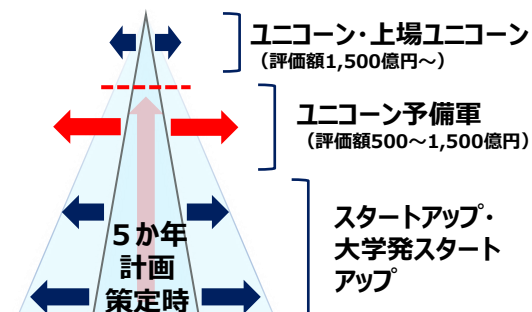 ユニコーン・上場ユニコーン
（評価額1,500億円～）
ユニコーン予備軍
（評価額500～1,500億円）
スタートアップ・
大学発スタート
アップ
５か年
計画
策定時